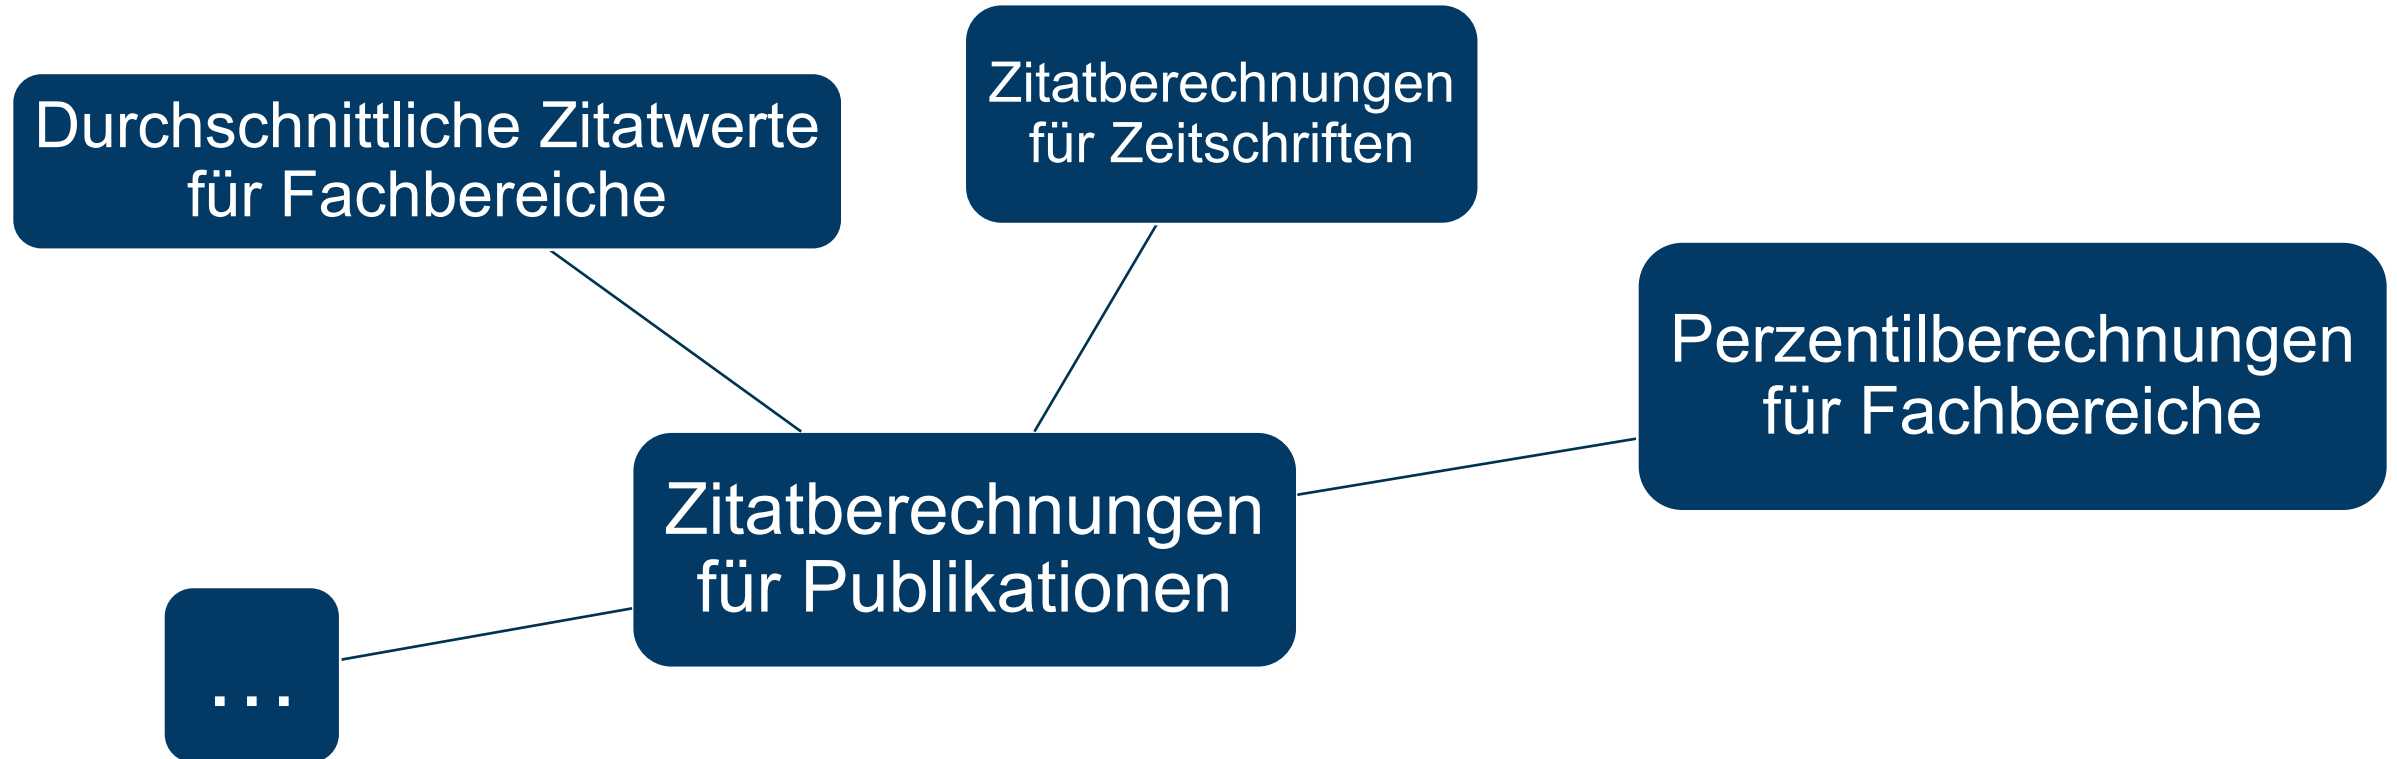 Durchschnittliche Zitatwerte
für Fachbereiche
Zitatberechnungen
für Zeitschriften
Perzentilberechnungen
für Fachbereiche
Zitatberechnungen
für Publikationen
...